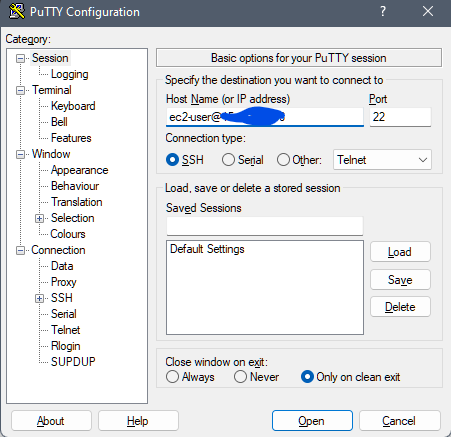 PuTTY Configuration
?
Category:
Session
Logging
Terminal
Keyboard
Bell
Features
Window
Appearance
Behaviour
Translation
Selection
Colours
Connection
Data
Proxy
SSH
Serial
Telnet
Rlogin
SUPDUP
Basic options for your PuTTY session
Specify the destination you want to connect to
Host Name (or IP address) Port
ec2-user@ 22
Connection type:
SSH Serial Other: Telnet
Load, save or delete a stored session
Saved Sessions
Default Settings
Load
Save
Delete
Close window on exit:
Always Never Only on clean exit
About Help Open Cancel